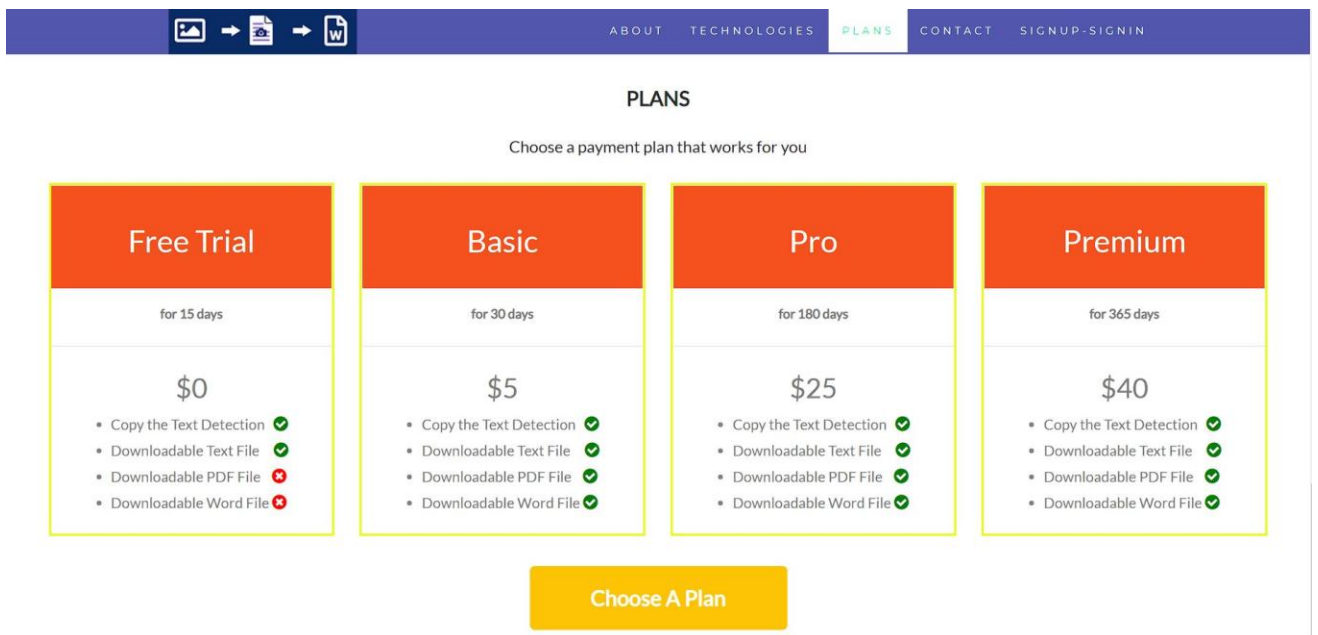 W
ABOUT TECHNOLOGIES PLANS CONTACT SIGNUP-SIGNIN
PLANS
Choose a payment plan that works for you
Free Trial
for 15 days
$0
• Copy the Text Detection
• Downloadable Text File
• Downloadable PDF File
• Downloadable Word File
Basic
for 30 days
$5
• Copy the Text Detection
• Downloadable Text File
• Downloadable PDF File
• Downloadable Word File
Pro
for 180 days
$25
• Copy the Text Detection
• Downloadable Text File
• Downloadable PDF File
• Downloadable Word File
Premium
for 365 days
$40
• Copy the Text Detection
• Downloadable Text File
• Downloadable PDF File
• Downloadable Word File
Choose A Plan